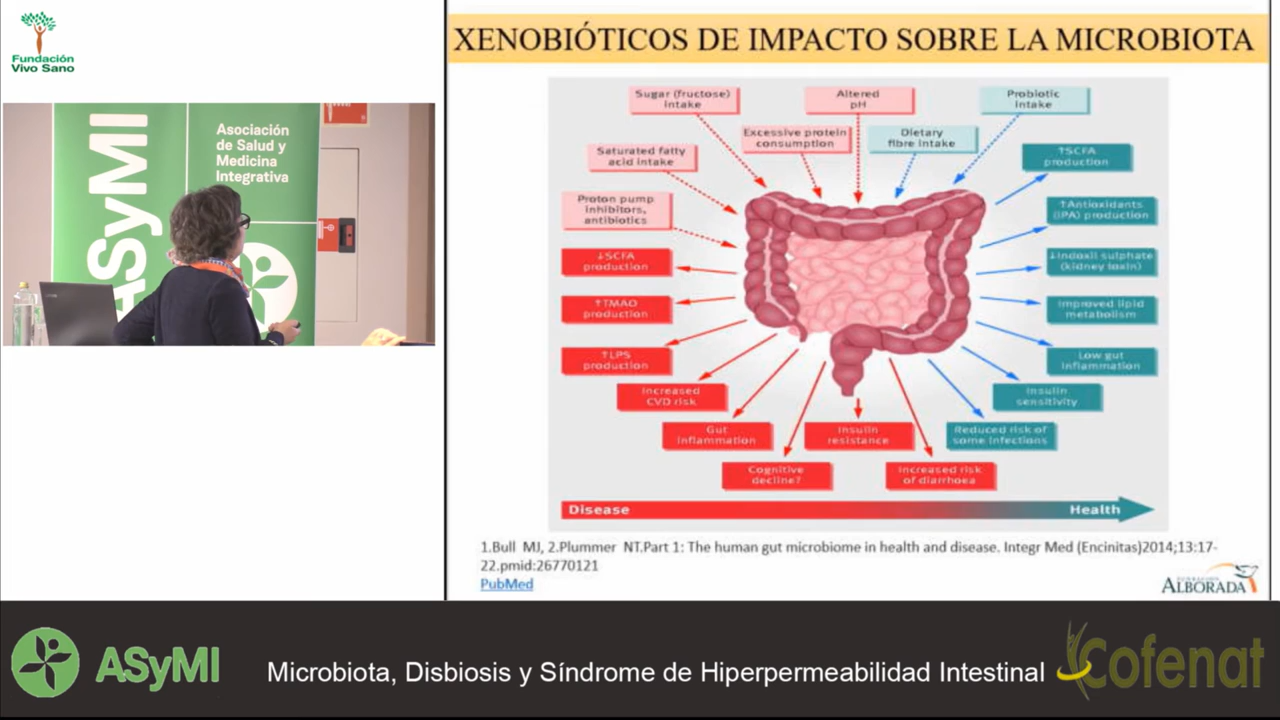 Fundación
Vivo Sano
ASyMI
Asociación
de Salud y
Medicina
Integrativa
XENOBIÓTICOS DE IMPACTO SOBRE LA MICROBIOTA
Sugar (fructose)
intake
Altered
pH
Probiotic
intake
Excessive protein
consumption
Dietary
fibre intake
Saturated fatty
acid intake
↑SCFA
production
Proton pump
inhibitors,
antibiotics
↑Antioxidants
(IPA) production
↓SCFA
production
↓Indoxil sulphate
(kidney toxin)
↑TMAO
production
Improved lipid
metabolism
↑LPS
production
Low gut
inflammation
Increased
CVD risk
Insulin
sensitivity
Gut
inflammation
Insulin
resistance
Reduced risk of
some infections
Cognitive
decline?
Increased risk
of diarrhoea
Disease
Health
1.Bull MJ, 2.Plummer NT.Part 1: The human gut microbiome in health and disease. Integr Med (Encinitas)2014;13:17-
22.pmid:26770121
PubMed
FUNDACIÓN
ALBORADA
ASyMI
Microbiota, Disbiosis y Síndrome de Hiperpermeabilidad Intestinal
Cofenat